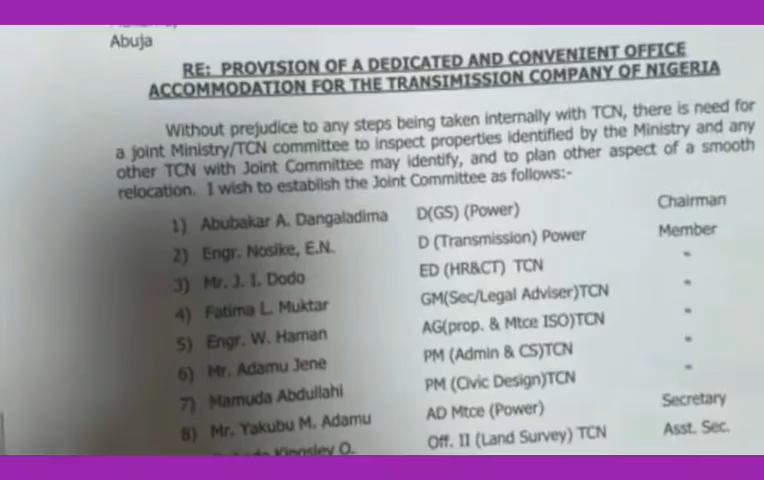 Abuja
RE: PROVISION OF A DEDICATED AND CONVENIENT OFFICE
ACCOMMODATION FOR THE TRANSIMISSION COMPANY OF NIGERIA
Without prejudice to any steps being taken internally with TCN, there is need for
a joint Ministry/TCN committee to inspect properties identified by the Ministry and any
other TCN with Joint Committee may identify, and to plan other aspect of a smooth
relocation. I wish to establish the Joint Committee as follows:-
1) Abubakar A. Dangaladima D(GS) (Power) Chairman
2) Engr. Nosike, E.N. D (Transmission) Power Member
3) Mr. J. I. Dodo ED (HR&CT) TCN "
4) Fatima L. Muktar GM(Sec/Legal Adviser)TCN "
5) Engr. W. Haman AG(prop. & Mtce ISO)TCN "
6) Mr. Adamu Jene PM (Admin & CS)TCN "
7) Mamuda Abdullahi PM (Civic Design)TCN "
8) Mr. Yakubu M. Adamu AD Mtce (Power) Secretary
Kingsley O. Off. II (Land Survey) TCN Asst. Sec.